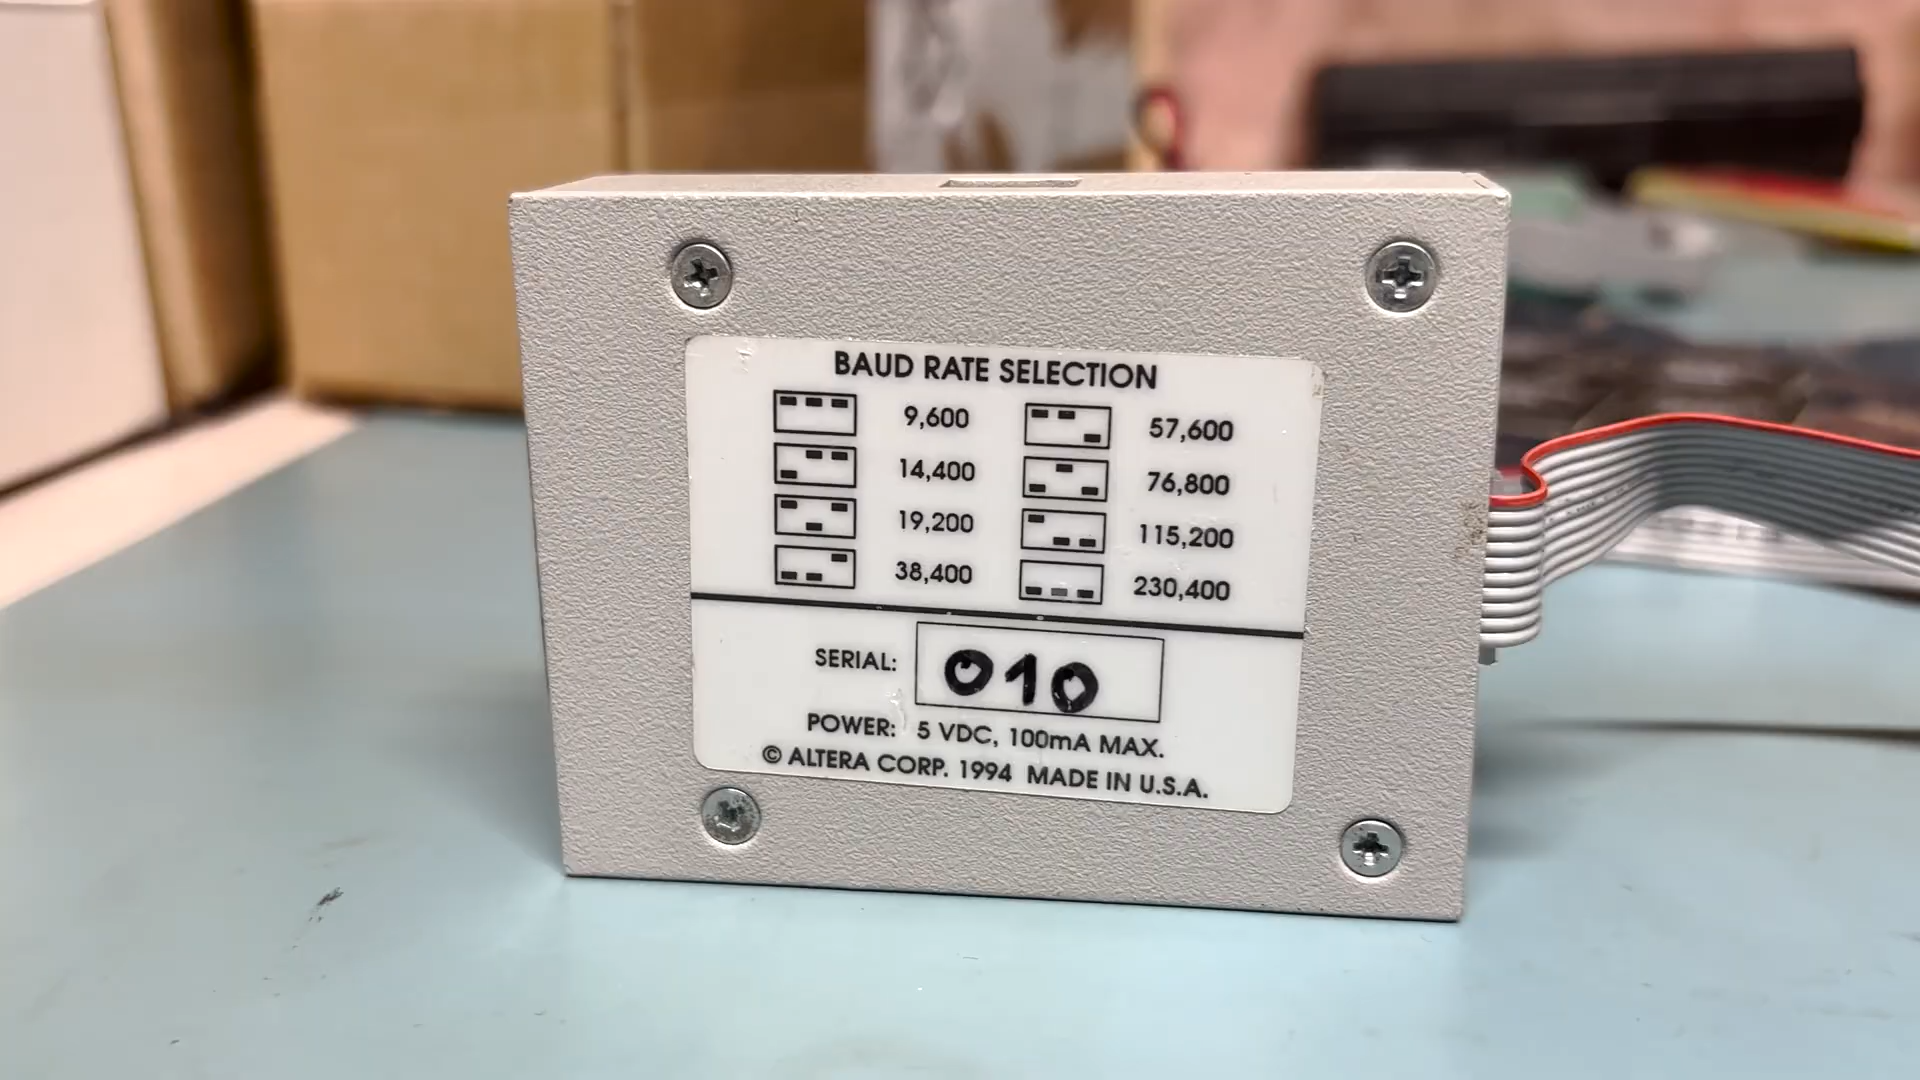 BAUD RATE SELECTION
9,600 57,600
14,400 76,800
19,200 115,200
38,400 230,400
SERIAL: 010
POWER: 5 VDC, 100mA MAX.
© ALTERA CORP. 1994 MADE IN U.S.A.